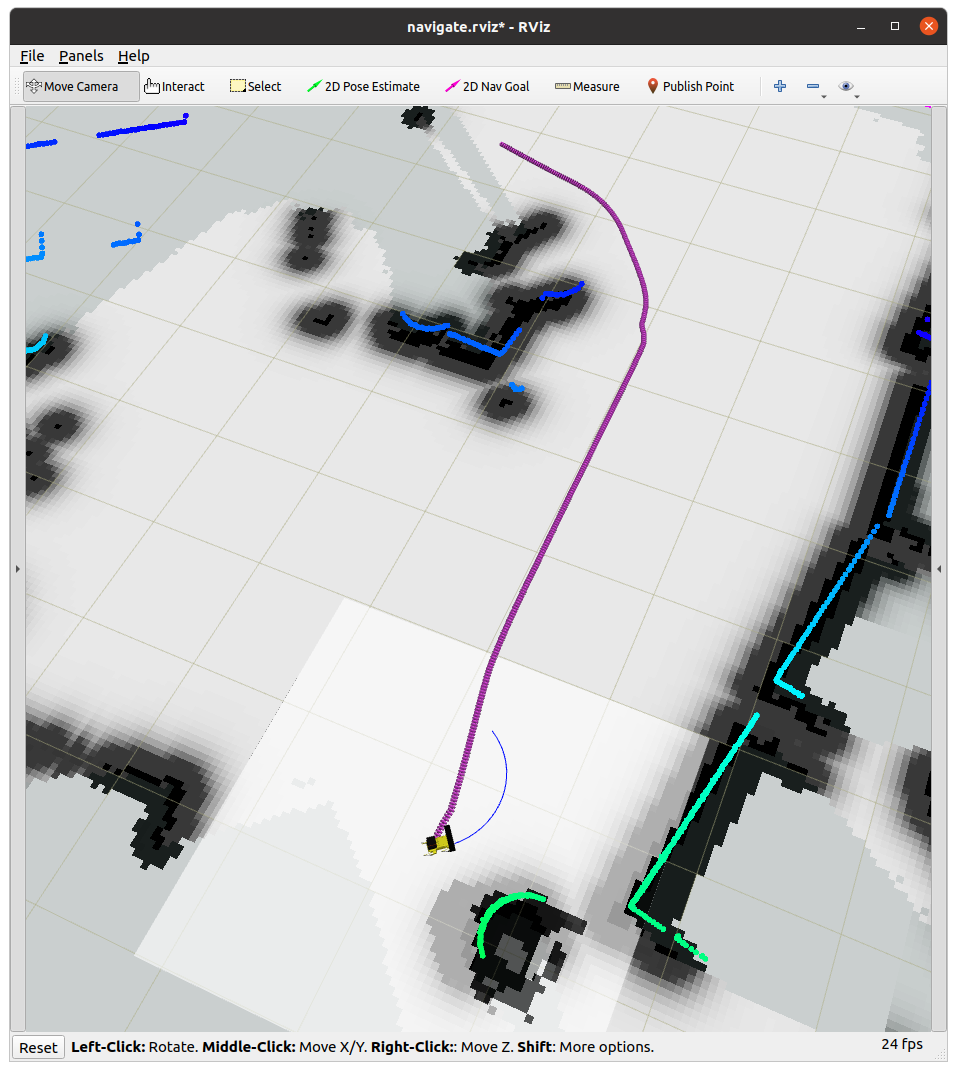 navigate.rviz* - RViz
File Panels Help
Move Camera Interact Select 2D Pose Estimate 2D Nav Goal Measure Publish Point
Reset Left-Click: Rotate. Middle-Click: Move X/Y. Right-Click:: Move Z. Shift: More options. 24 fps